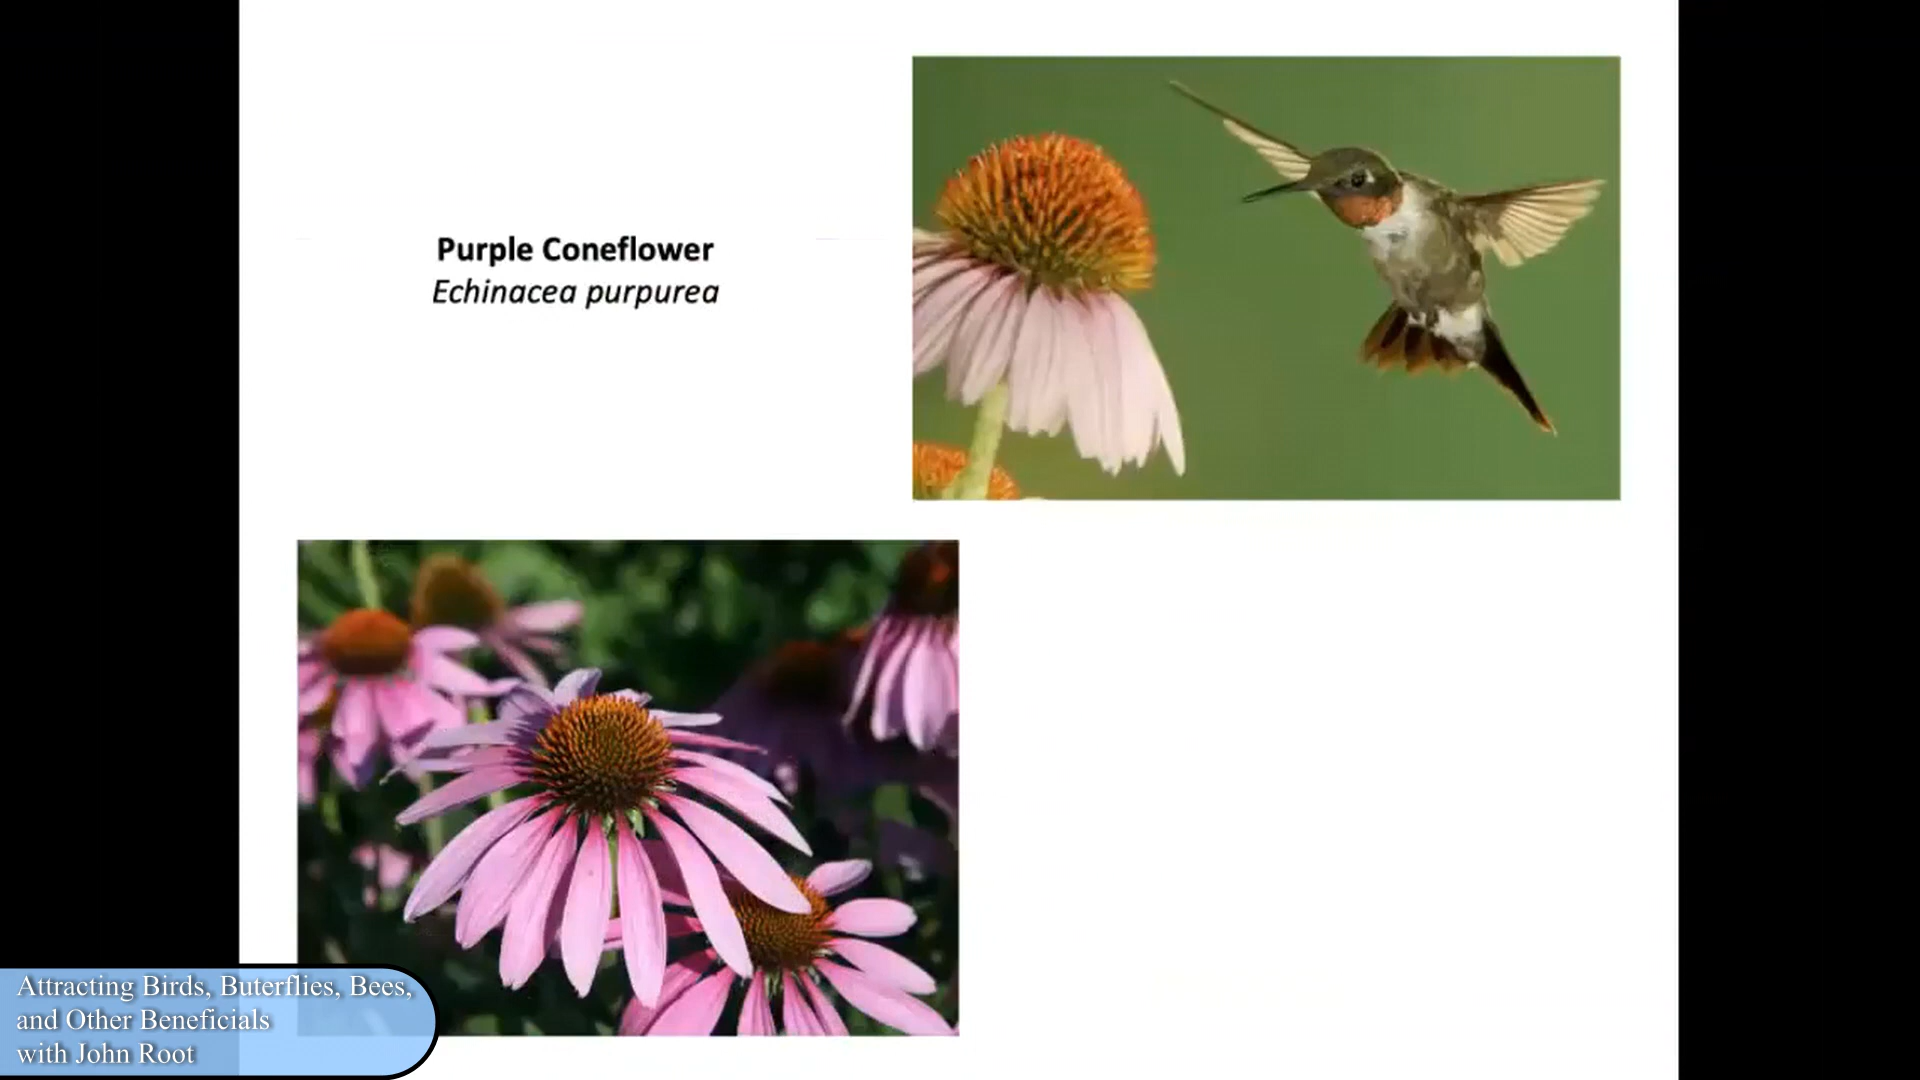 Purple Coneflower
Echinacea purpurea
Attracting Birds, Buterflies, Bees,
and Other Beneficials
with John Root